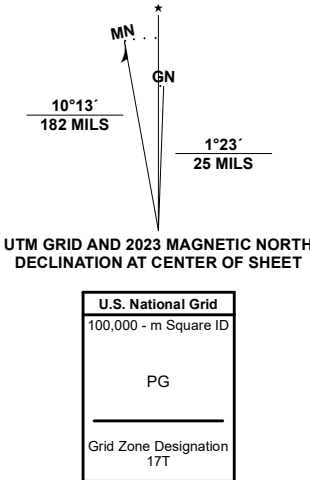 MN
GN
10°13´
182 MILS
1°23´
25 MILS
UTM GRID AND 2023 MAGNETIC NORTH
DECLINATION AT CENTER OF SHEET
U.S. National Grid
100,000 - m Square ID
PG
Grid Zone Designation
17T